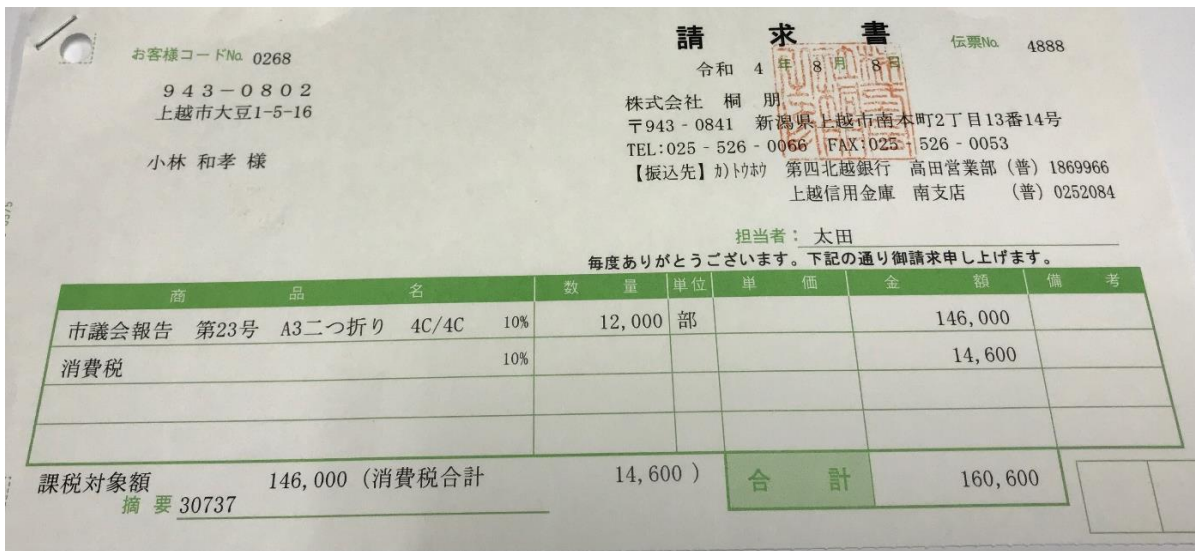 請求書
伝票No. 4888
お客様コードNo. 0268
943-0802
上越市大豆1-5-16
小林 和孝 様
令和 4 年 8 月 8 日
株式会社 桐 朋
〒943-0841 新潟県上越市南本町2丁目13番14号
TEL:025-526-0066 FAX:025-526-0053
【振込先】カ)トウホウ 第四北越銀行 高田営業部 (普) 1869966
上越信用金庫 南支店 (普) 0252084
担当者: 太田
毎度ありがとうございます。下記の通り御請求申し上げます。
商品名 数量 単位 単価 金額 備考
市議会報告 第23号 A3二つ折り 4C/4C 10% 12,000 部 146,000
消費税 10% 14,600
課税対象額 146,000 (消費税合計 14,600 ) 合計 160,600
摘要 30737